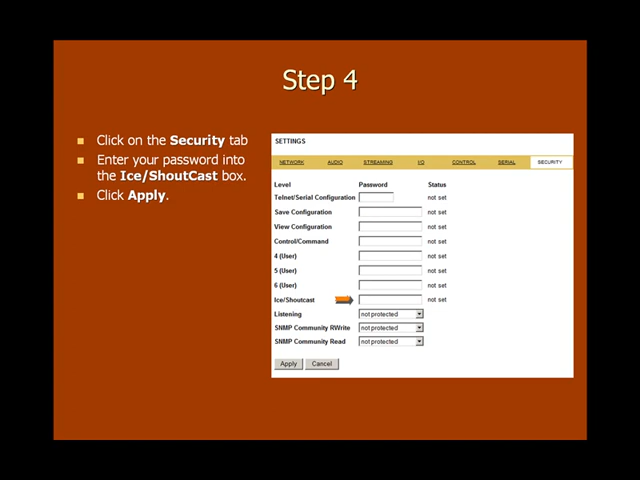 Step 4
Click on the Security tab
Enter your password into
the Ice/ShoutCast box.
Click Apply.
SETTINGS
NETWORK AUDIO STREAMING I/O CONTROL SERIAL SECURITY
Level Password Status
Telnet/Serial Configuration not set
Save Configuration not set
View Configuration not set
Control/Command not set
4 (User) not set
5 (User) not set
6 (User) not set
Ice/Shoutcast not set
Listening not protected
SNMP Community RWrite not protected
SNMP Community Read not protected
Apply Cancel